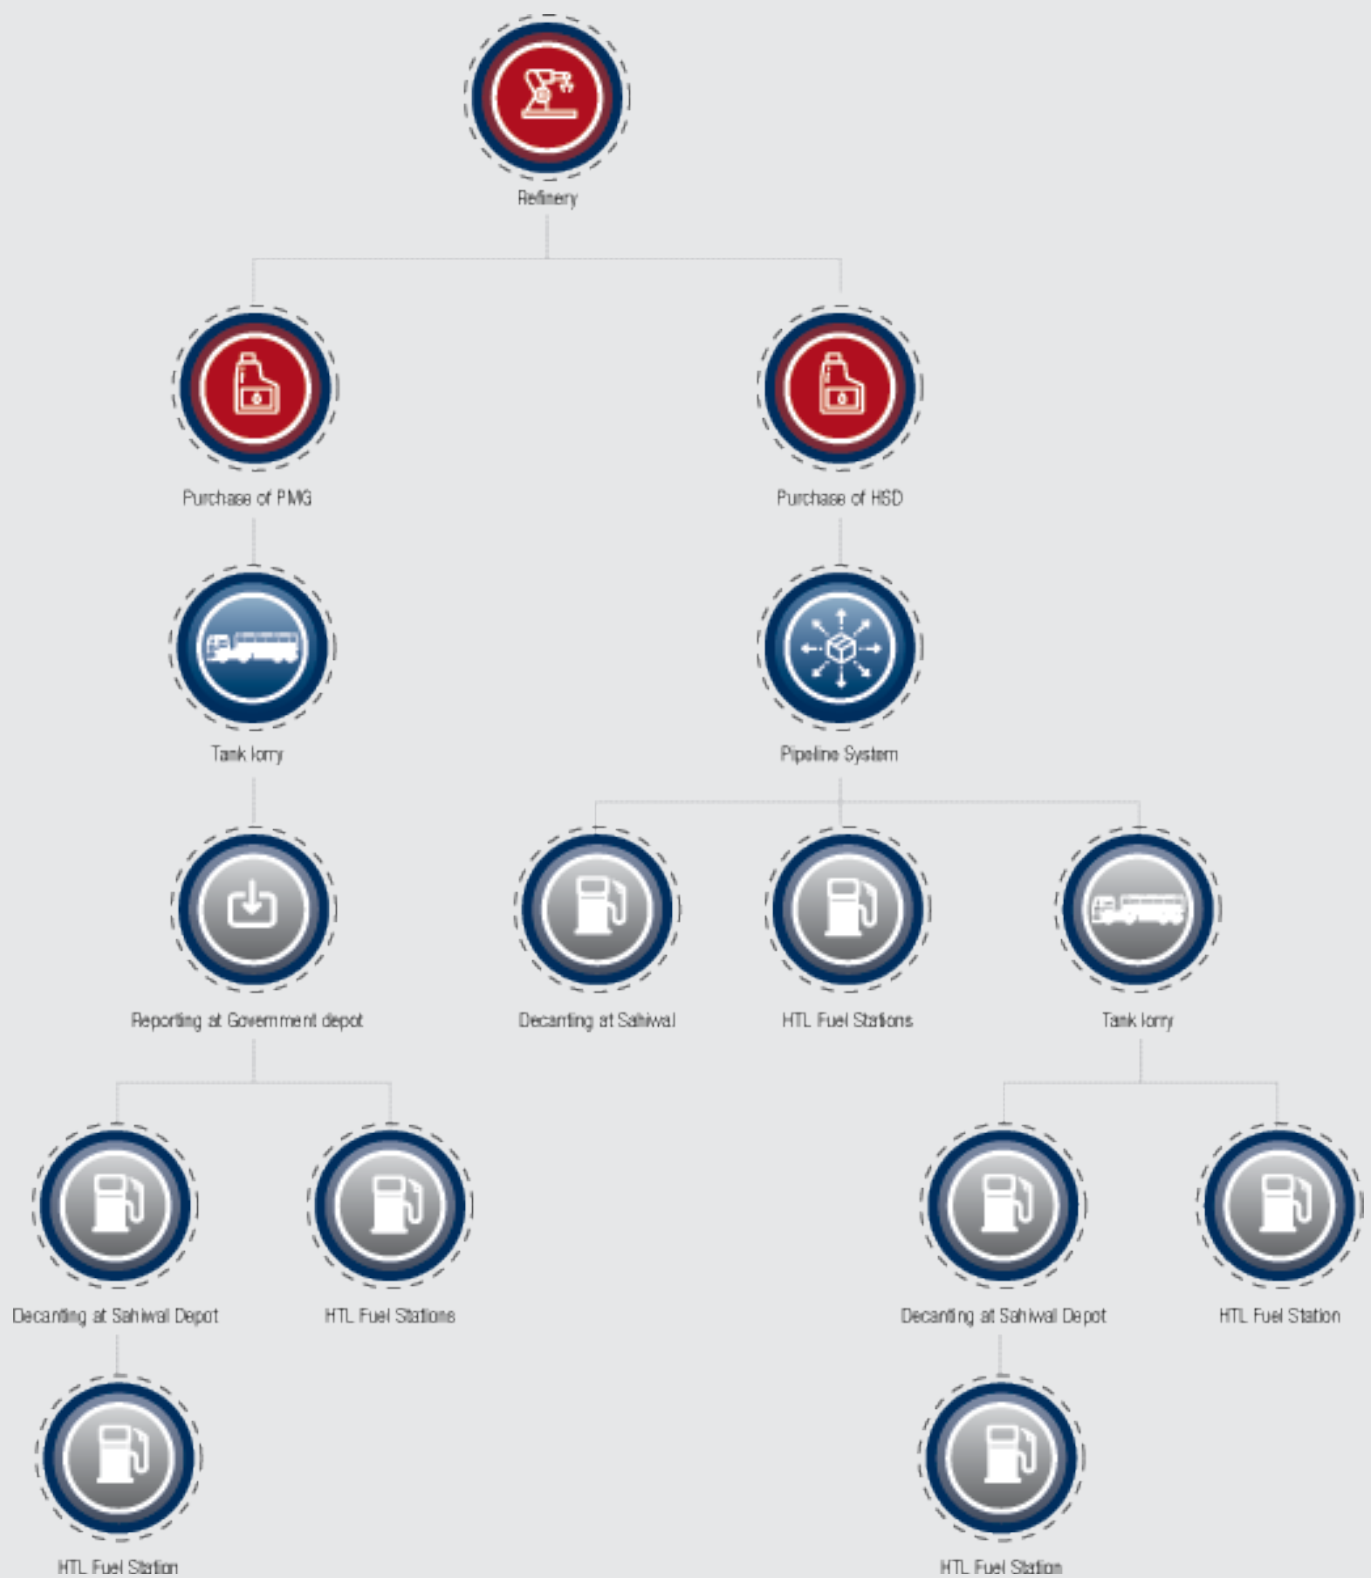 Refinery
Purchase of PMG
Purchase of HSD
Tank lorry
Pipeline System
Reporting at Government depot
Decanting at Sahiwal
HTL Fuel Stations
Tank lorry
Decanting at Sahiwal Depot
HTL Fuel Stations
Decanting at Sahiwal Depot
HTL Fuel Station
HTL Fuel Station
HTL Fuel Station